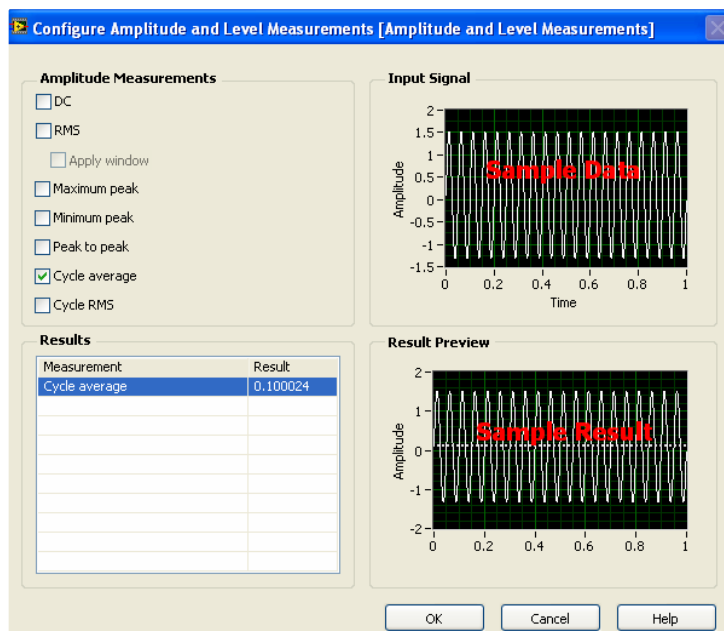 Configure Amplitude and Level Measurements [Amplitude and Level Measurements]
Amplitude Measurements
DC
RMS
Apply window
Maximum peak
Minimum peak
Peak to peak
Cycle average
Cycle RMS
Input Signal
2
1.5
1
0.5
0
-0.5
-1
-1.5
Amplitude
Sample Data
0 0.2 0.4 0.6 0.8 1
Time
Results
Measurement Result
Cycle average 0.100024
Result Preview
2
1
0
-1
-2
Amplitude
Sample Result
0 0.2 0.4 0.6 0.8 1
OK Cancel Help